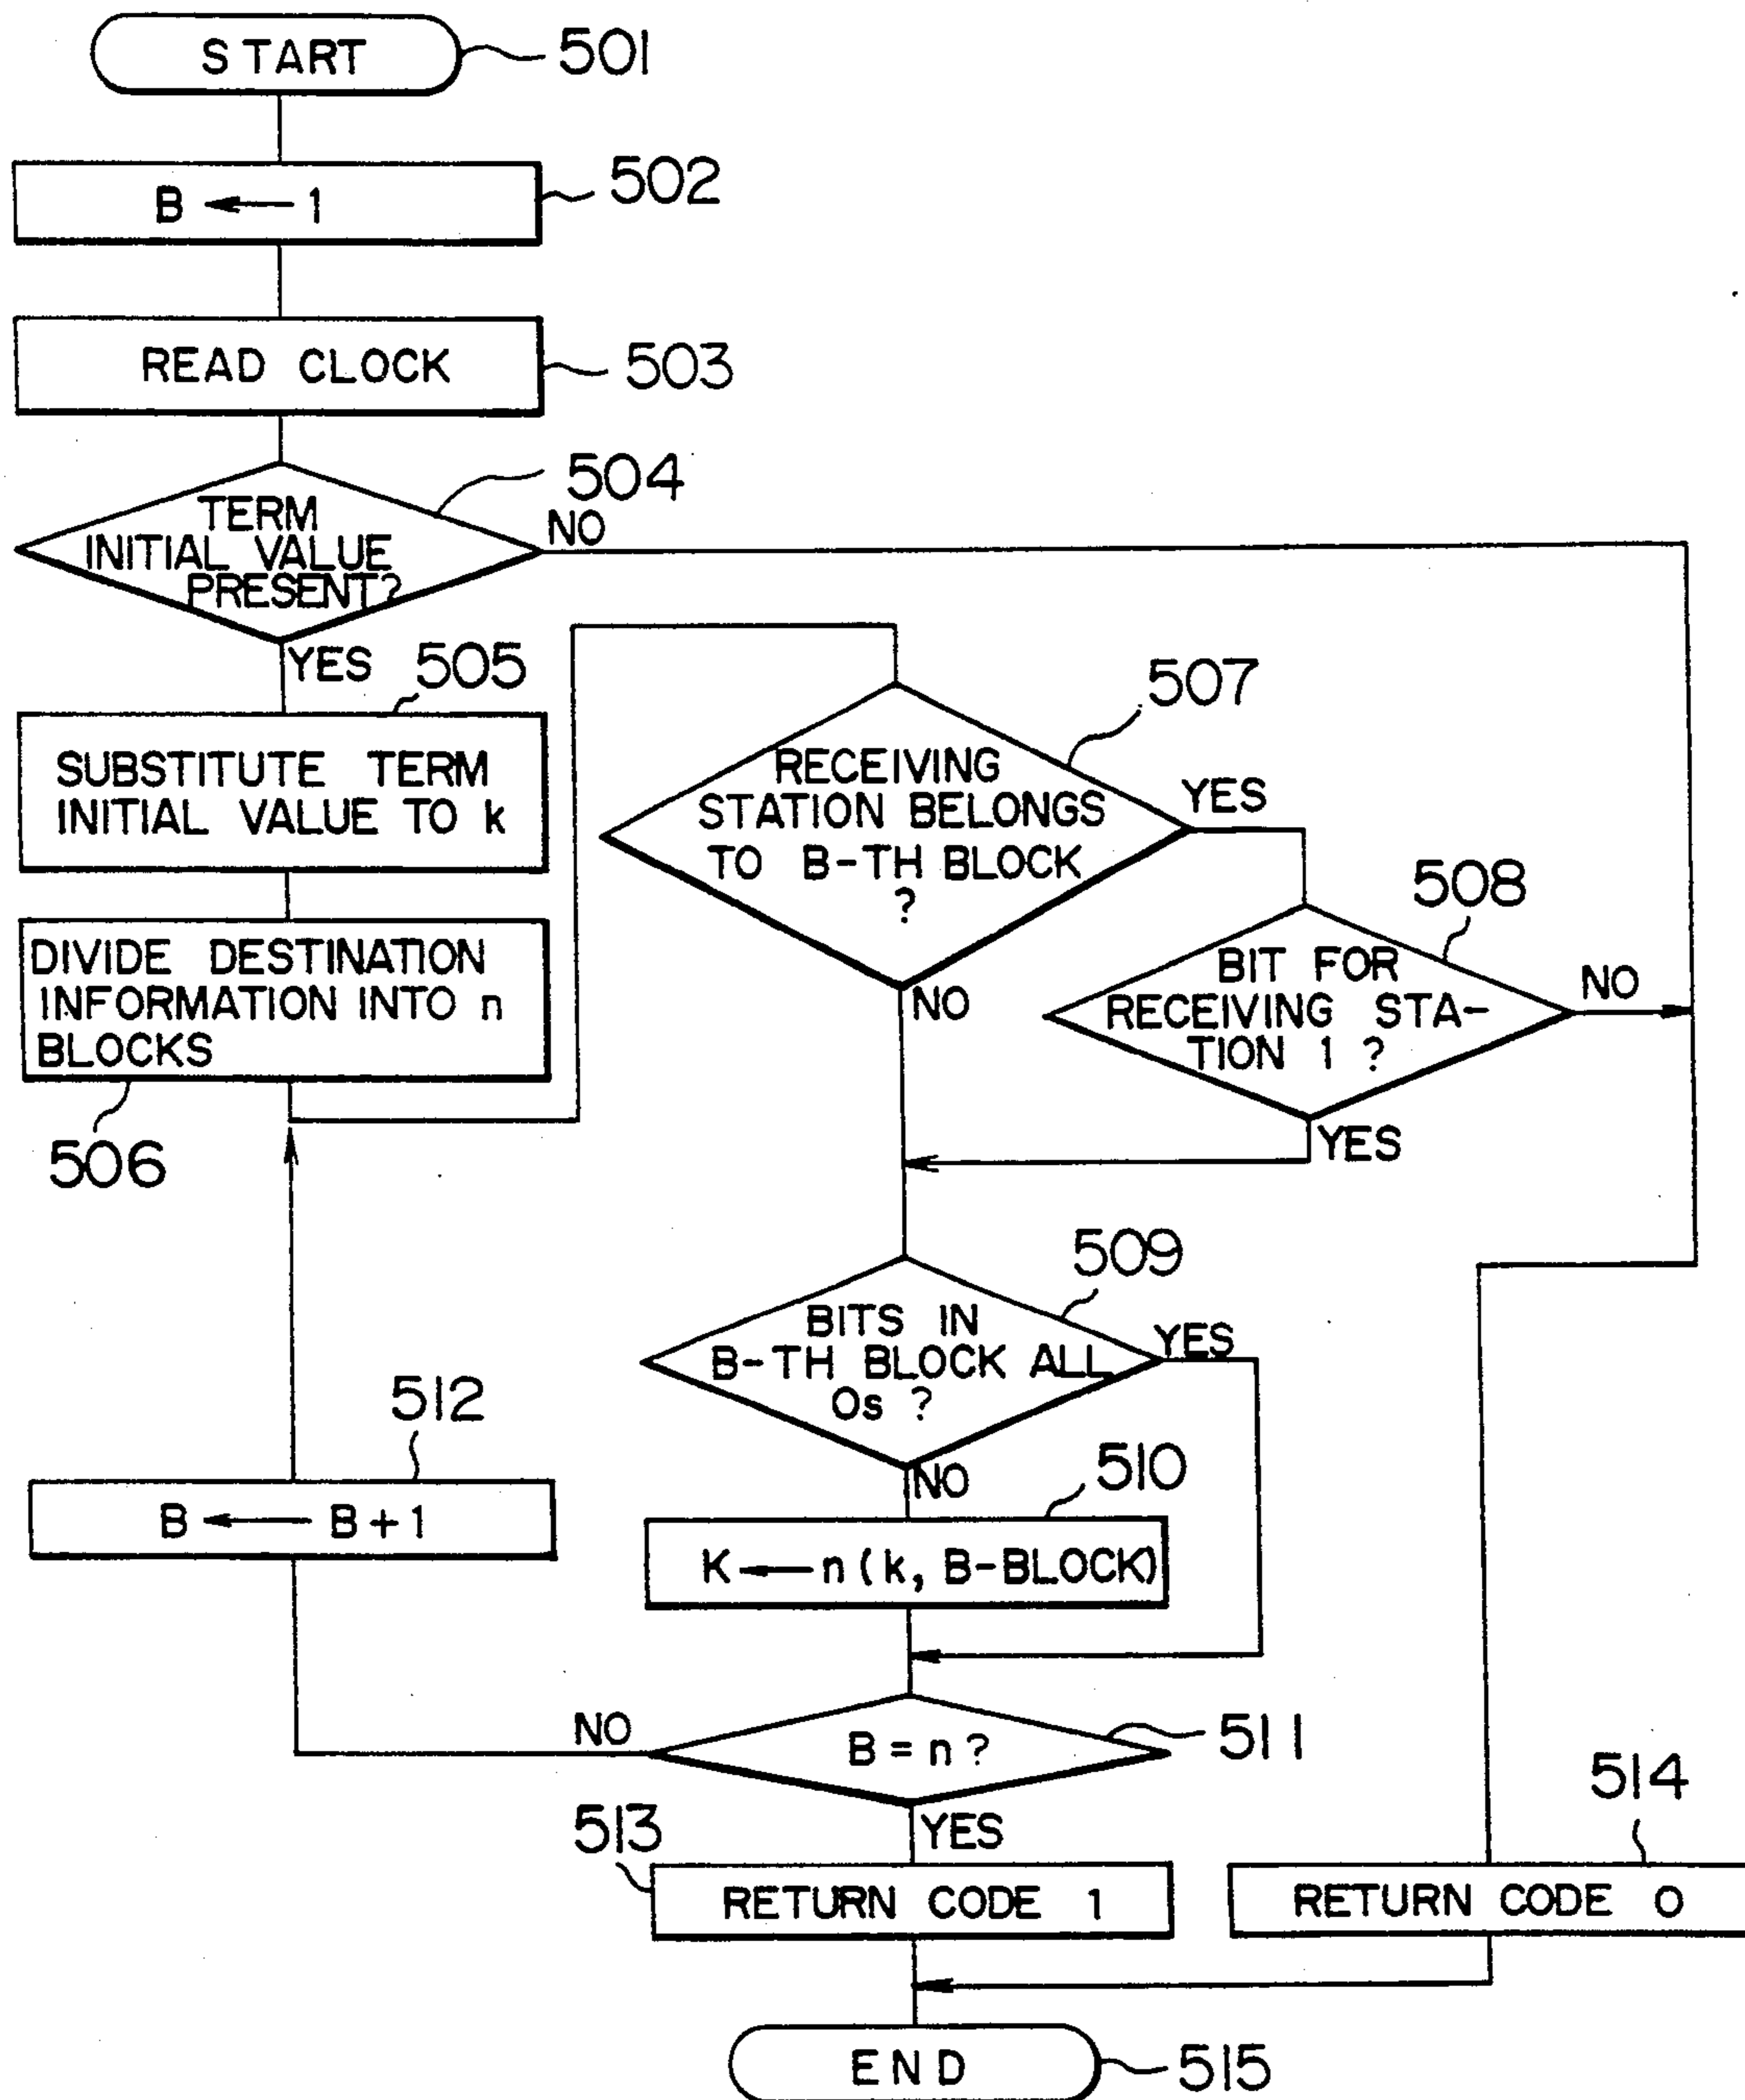 START
501
B ← 1
502
READ CLOCK
503
504
TERM
INITIAL VALUE
PRESENT?
NO
YES
505
SUBSTITUTE TERM
INITIAL VALUE TO k
DIVIDE DESTINATION
INFORMATION INTO n
BLOCKS
506
507
RECEIVING
STATION BELONGS
TO B-TH BLOCK
?
YES
NO
508
BIT FOR
RECEIVING STA-
TION 1 ?
NO
YES
509
BITS IN
B-TH BLOCK ALL
0s ?
YES
NO
510
K ← n (k, B-BLOCK)
512
B ← B + 1
511
B = n ?
NO
YES
513
RETURN CODE 1
514
RETURN CODE 0
END
515